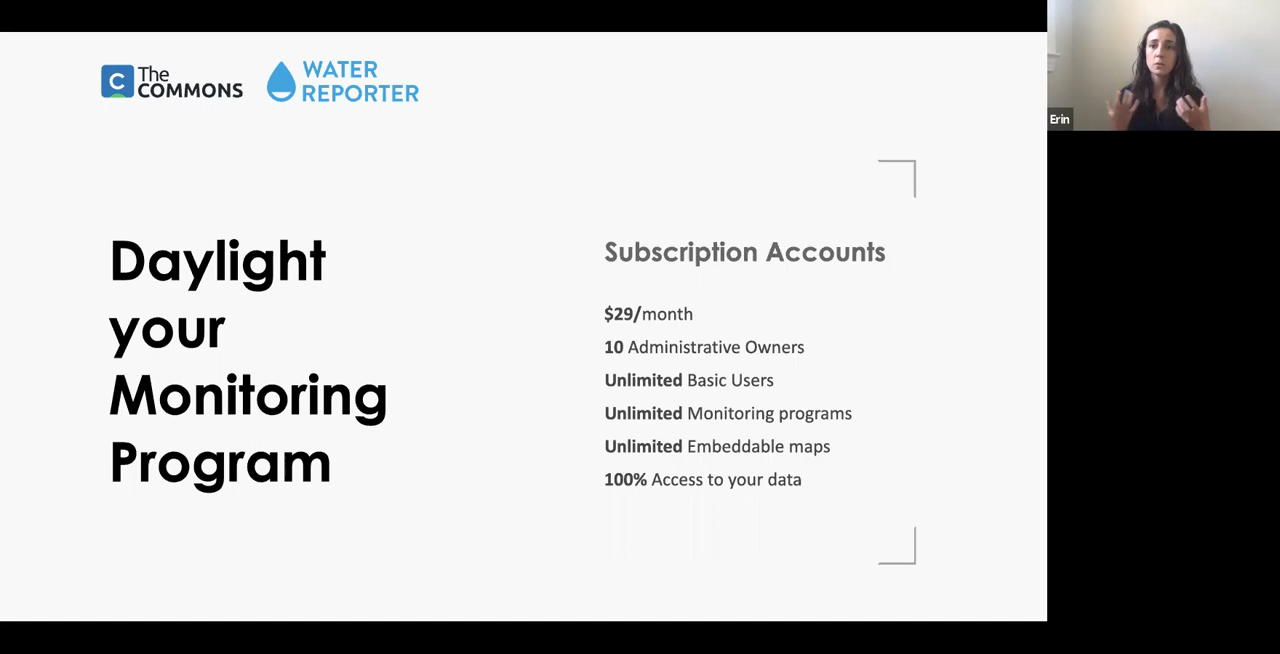 C The
COMMONS
WATER
REPORTER
Erin
Daylight
your
Monitoring
Program
Subscription Accounts
$29/month
10 Administrative Owners
Unlimited Basic Users
Unlimited Monitoring programs
Unlimited Embeddable maps
100% Access to your data